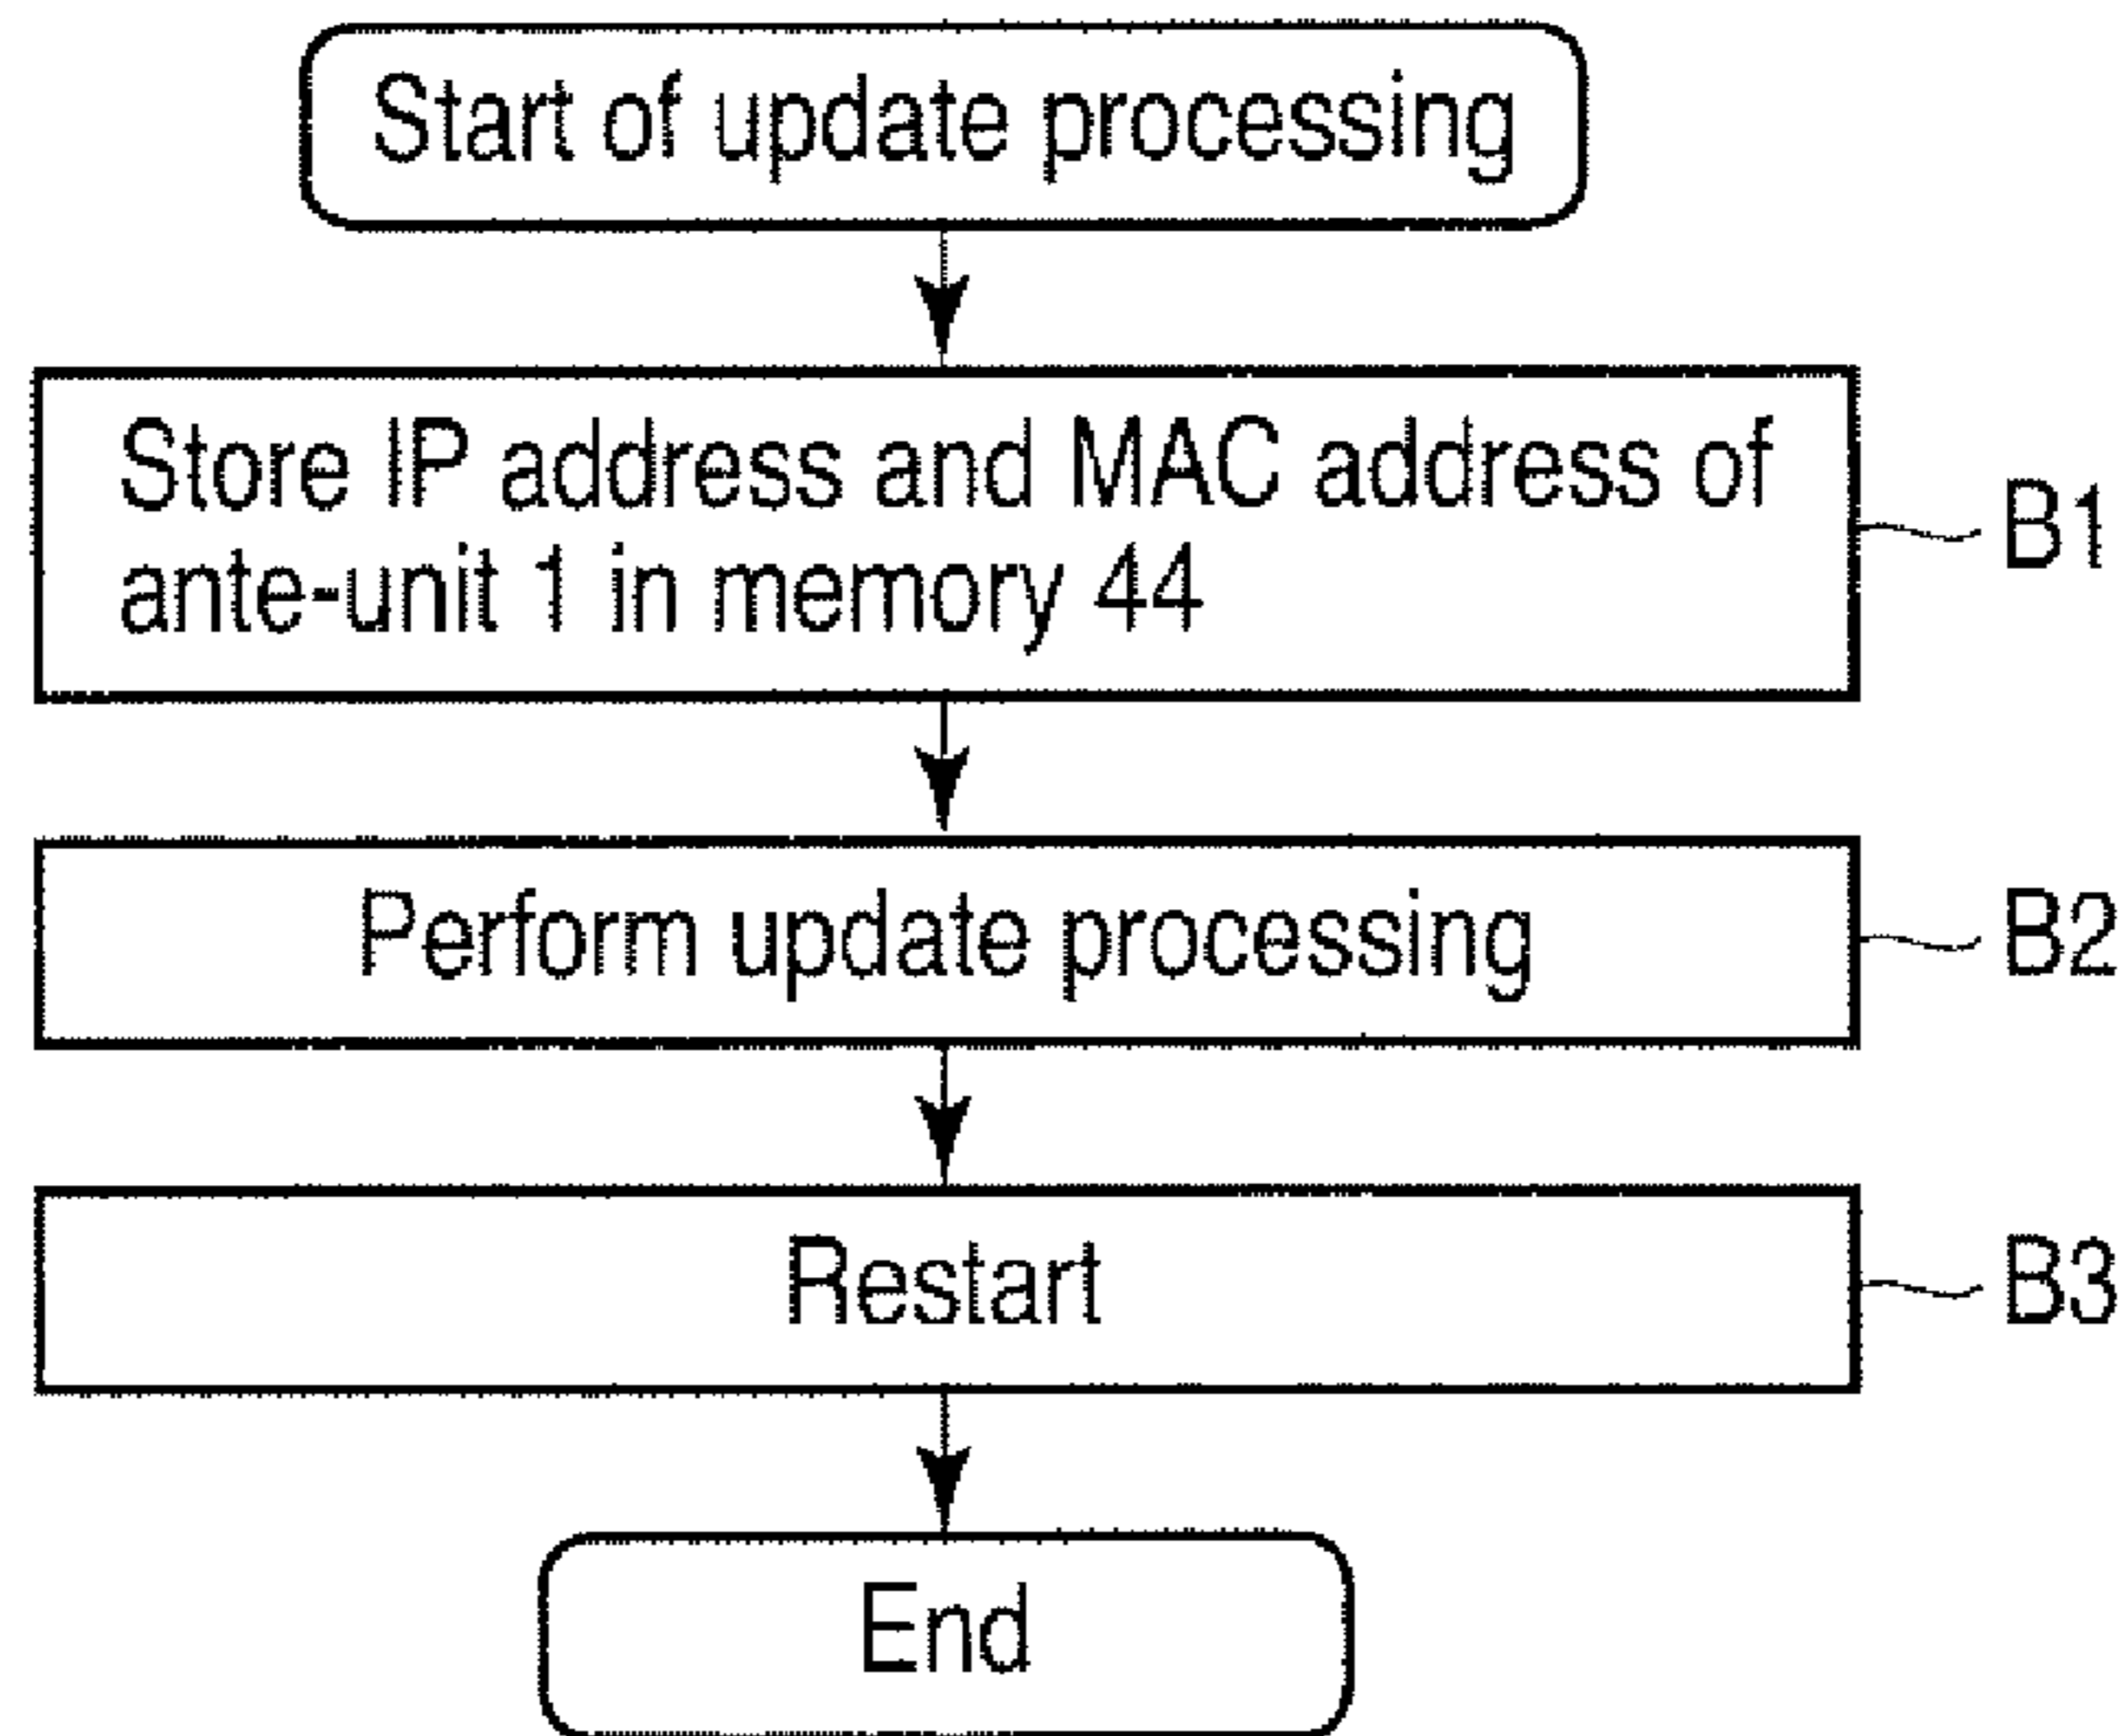 Start of update processing
Store IP address and MAC address of
ante-unit 1 in memory 44
B1
Perform update processing
B2
Restart
B3
End